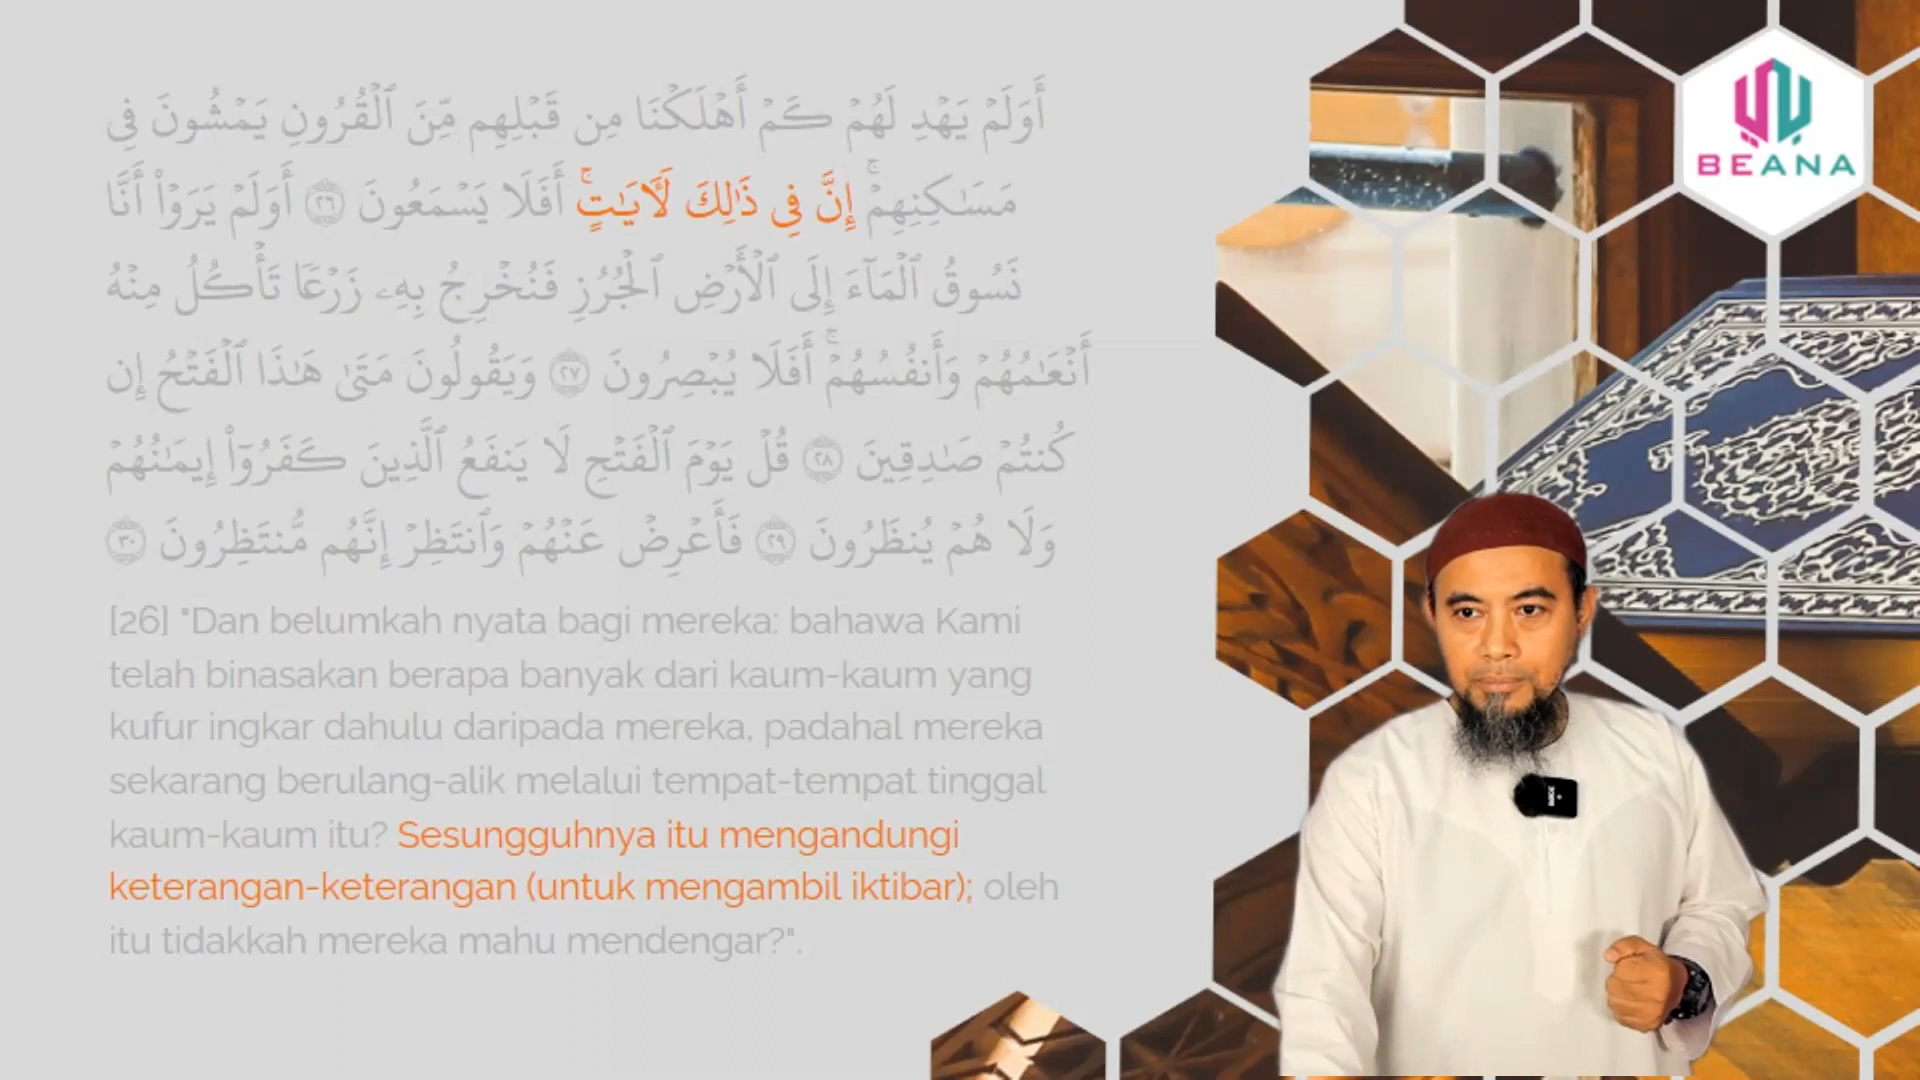 أَوَلَمۡ يَهۡدِ لَهُمۡ كَمۡ أَهۡلَكۡنَا مِن قَبۡلِهِم مِّنَ ٱلۡقُرُونِ يَمۡشُونَ فِي
مَسَٰكِنِهِمۡۚ إِنَّ فِي ذَٰلِكَ لَأٓيَٰتٍۚ أَفَلَا يَسۡمَعُونَ ٢٦ أَوَلَمۡ يَرَوۡاْ أَنَّا
نَسُوقُ ٱلۡمَآءَ إِلَى ٱلۡأَرۡضِ ٱلۡجُرُزِ فَنُخۡرِجُ بِهِۦ زَرۡعٗا تَأۡكُلُ مِنۡهُ
أَنۡعَٰمُهُمۡ وَأَنفُسُهُمۡۚ أَفَلَا يُبۡصِرُونَ ٢٧ وَيَقُولُونَ مَتَىٰ هَٰذَا ٱلۡفَتۡحُ إِن
كُنتُمۡ صَٰدِقِينَ ٢٨ قُلۡ يَوۡمَ ٱلۡفَتۡحِ لَا يَنفَعُ ٱلَّذِينَ كَفَرُوٓاْ إِيمَٰنُهُمۡ
وَلَا هُمۡ يُنظَرُونَ ٢٩ فَأَعۡرِضۡ عَنۡهُمۡ وَٱنتَظِرۡ إِنَّهُم مُّنتَظِرُونَ ٣٠
[26] "Dan belumkah nyata bagi mereka: bahawa Kami
telah binasakan berapa banyak dari kaum-kaum yang
kufur ingkar dahulu daripada mereka, padahal mereka
sekarang berulang-alik melalui tempat-tempat tinggal
kaum-kaum itu? Sesungguhnya itu mengandungi
keterangan-keterangan (untuk mengambil iktibar); oleh
itu tidakkah mereka mahu mendengar?".
BEANA